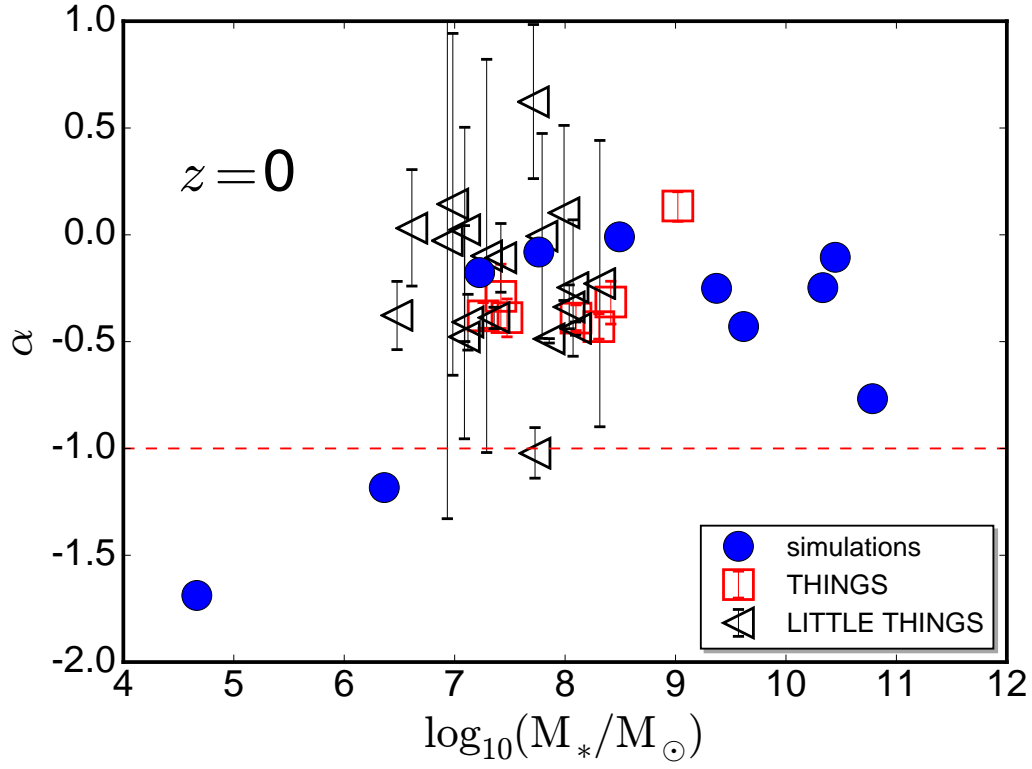 1.0
0.5
0.0
-0.5
-1.0
-1.5
-2.0
α
z=0
simulations
THINGS
LITTLE THINGS
4 5 6 7 8 9 10 11 12
log₁₀(M*/M⊙)